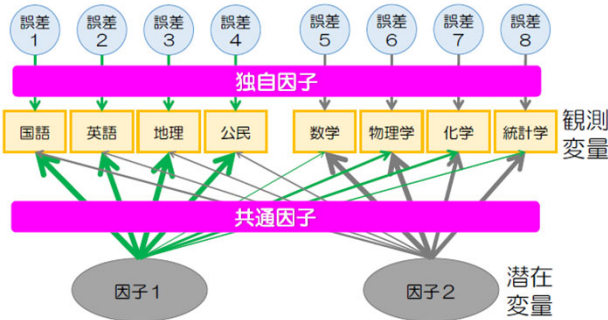 誤差
1
誤差
2
誤差
3
誤差
4
誤差
5
誤差
6
誤差
7
誤差
8
独自因子
国語
英語
地理
公民
数学
物理学
化学
統計学
観測
変量
共通因子
因子1
因子2
潜在
変量